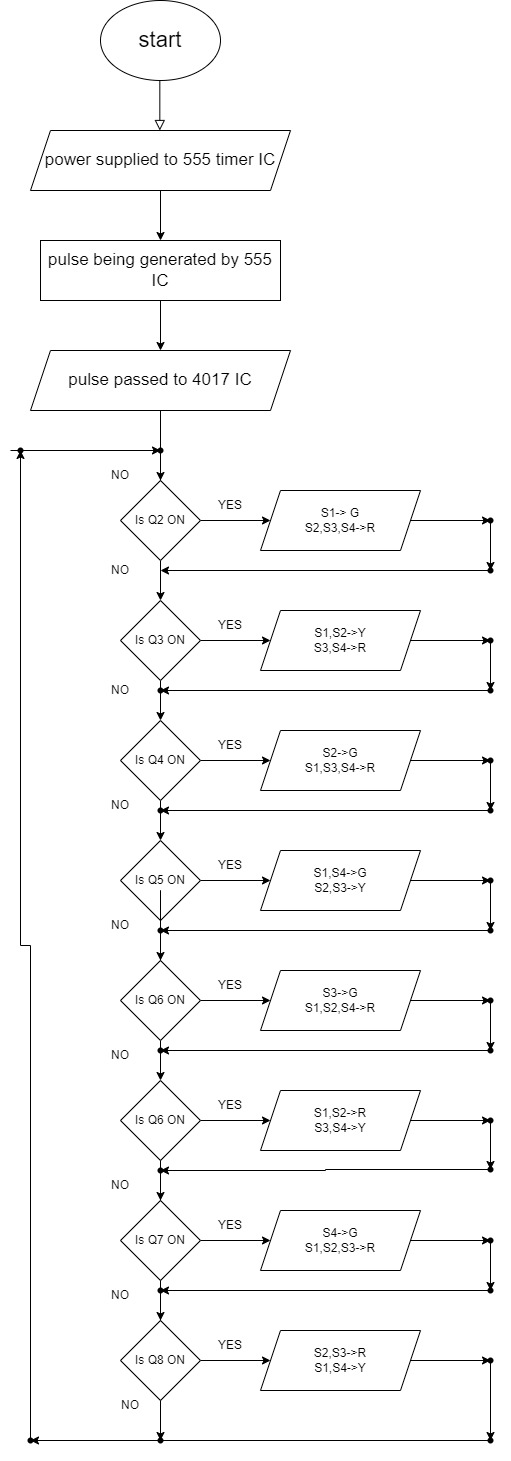 start
power supplied to 555 timer IC
pulse being generated by 555
IC
pulse passed to 4017 IC
NO
Is Q2 ON
YES
S1-> G
S2,S3,S4->R
NO
Is Q3 ON
YES
S1,S2->Y
S3,S4->R
NO
Is Q4 ON
YES
S2->G
S1,S3,S4->R
NO
Is Q5 ON
YES
S1,S4->G
S2,S3->Y
NO
Is Q6 ON
YES
S3->G
S1,S2,S4->R
NO
Is Q6 ON
YES
S1,S2->R
S3,S4->Y
NO
Is Q7 ON
YES
S4->G
S1,S2,S3->R
NO
Is Q8 ON
YES
S2,S3->R
S1,S4->Y
NO